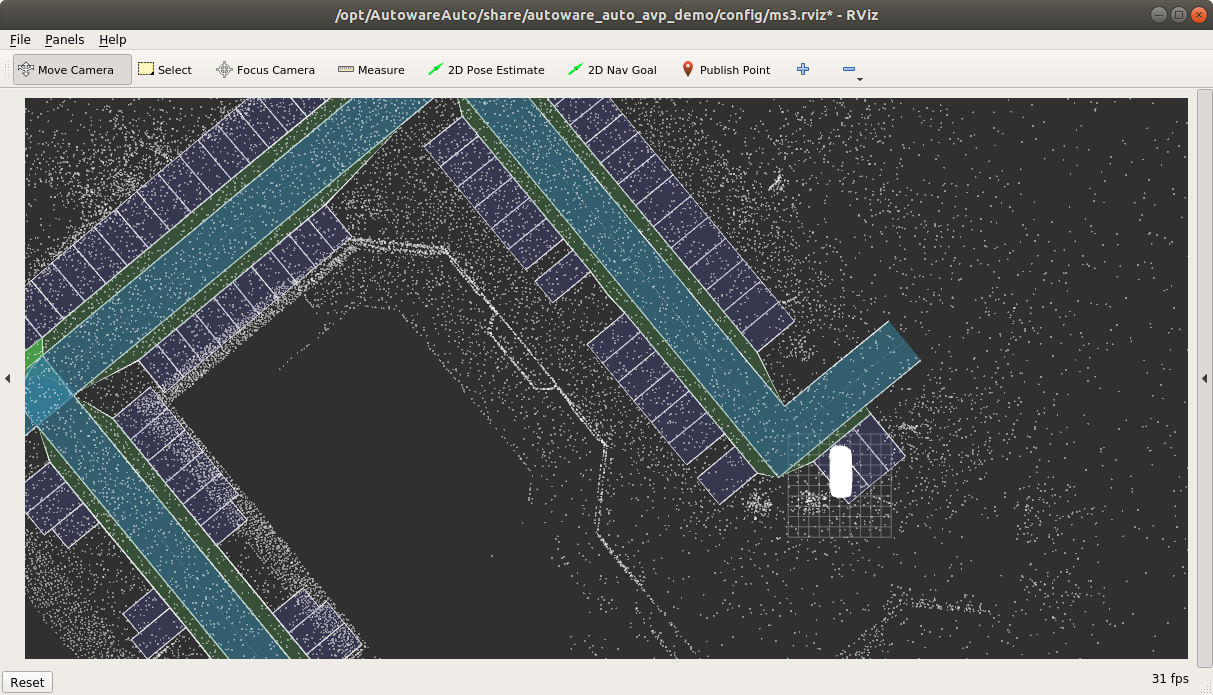 /opt/AutowareAuto/share/autoware_auto_avp_demo/config/ms3.rviz* - RViz
File Panels Help
Move Camera Select Focus Camera Measure 2D Pose Estimate 2D Nav Goal Publish Point
Reset 31 fps